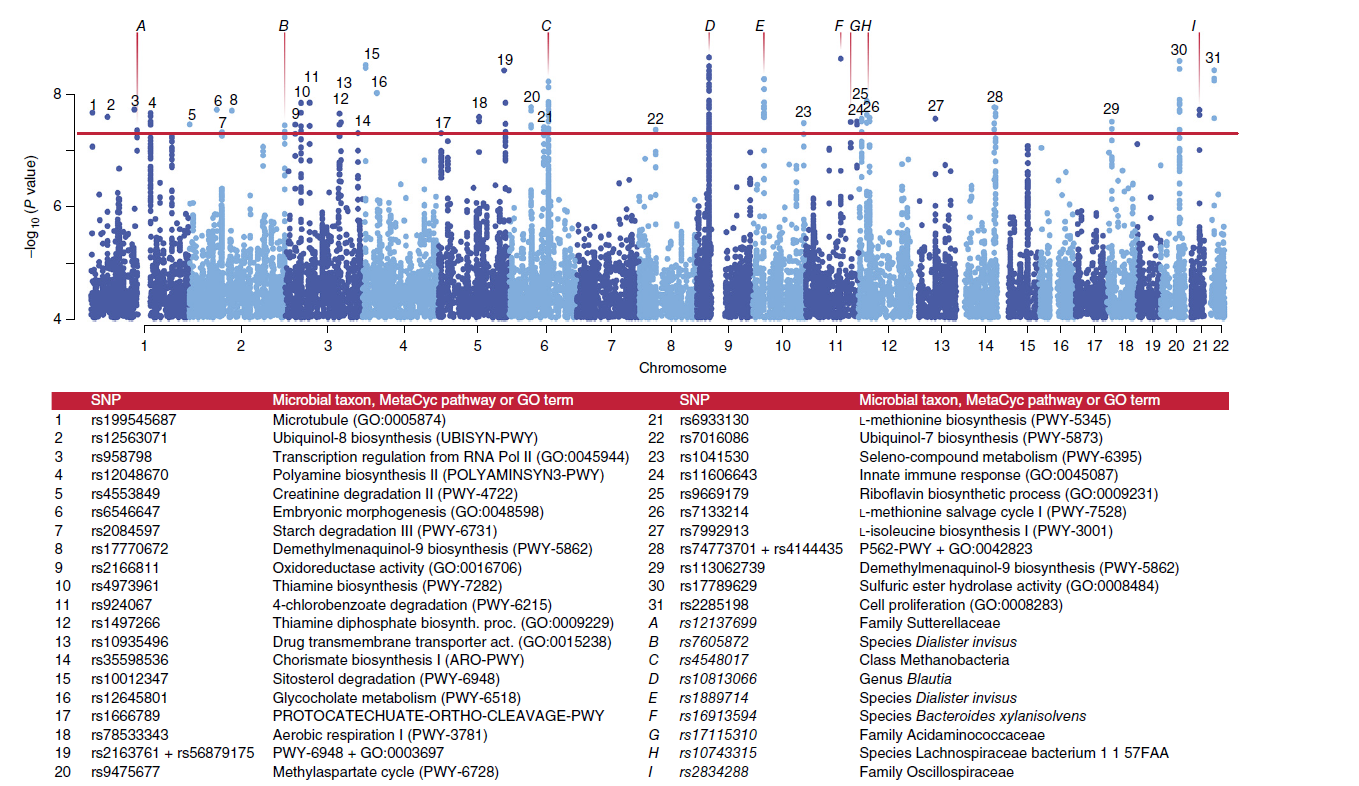 A B C D E F G H I
15 30 31
11 19
13 16
8 10 12 20 25 28
1 2 3 4 6 8 9 18 22 23 24 26 27 29
5 7 14 17 21
6
4
–log10 (P value)
1 2 3 4 5 6 7 8 9 10 11 12 13 14 15 16 17 18 19 20 21 22
Chromosome
SNP Microbial taxon, MetaCyc pathway or GO term SNP Microbial taxon, MetaCyc pathway or GO term
1 rs199545687 Microtubule (GO:0005874) 21 rs6933130 L-methionine biosynthesis (PWY-5345)
2 rs12563071 Ubiquinol-8 biosynthesis (UBISYN-PWY) 22 rs7016086 Ubiquinol-7 biosynthesis (PWY-5873)
3 rs958798 Transcription regulation from RNA Pol II (GO:0045944) 23 rs1041530 Seleno-compound metabolism (PWY-6395)
4 rs12048670 Polyamine biosynthesis II (POLYAMINSYN3-PWY) 24 rs11606643 Innate immune response (GO:0045087)
5 rs4553849 Creatinine degradation II (PWY-4722) 25 rs9669179 Riboflavin biosynthetic process (GO:0009231)
6 rs6546647 Embryonic morphogenesis (GO:0048598) 26 rs7133214 L-methionine salvage cycle I (PWY-7528)
7 rs2084597 Starch degradation III (PWY-6731) 27 rs7992913 L-isoleucine biosynthesis I (PWY-3001)
8 rs17770672 Demethylmenaquinol-9 biosynthesis (PWY-5862) 28 rs74773701 + rs4144435 P562-PWY + GO:0042823
9 rs2166811 Oxidoreductase activity (GO:0016706) 29 rs113062739 Demethylmenaquinol-9 biosynthesis (PWY-5862)
10 rs4973961 Thiamine biosynthesis (PWY-7282) 30 rs17789629 Sulfuric ester hydrolase activity (GO:0008484)
11 rs924067 4-chlorobenzoate degradation (PWY-6215) 31 rs2285198 Cell proliferation (GO:0008283)
12 rs1497266 Thiamine diphosphate biosynth. proc. (GO:0009229) A rs12137699 Family Sutterellaceae
13 rs10935496 Drug transmembrane transporter act. (GO:0015238) B rs7605872 Species Dialister invisus
14 rs35598536 Chorismate biosynthesis I (ARO-PWY) C rs4548017 Class Methanobacteria
15 rs10012347 Sitosterol degradation (PWY-6948) D rs10813066 Genus Blautia
16 rs12645801 Glycocholate metabolism (PWY-6518) E rs1889714 Species Dialister invisus
17 rs1666789 PROTOCATECHUATE-ORTHO-CLEAVAGE-PWY F rs16913594 Species Bacteroides xylanisolvens
18 rs78533343 Aerobic respiration I (PWY-3781) G rs17115310 Family Acidaminococcaceae
19 rs2163761 + rs56879175 PWY-6948 + GO:0003697 H rs10743315 Species Lachnospiraceae bacterium 1 1 57FAA
20 rs9475677 Methylaspartate cycle (PWY-6728) I rs2834288 Family Oscillospiraceae